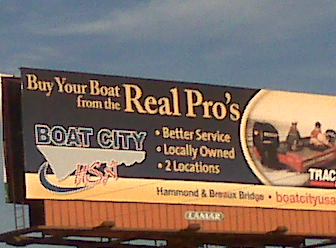 Buy Your Boat
from the Real Pro's
BOAT CITY
HSA
• Better Service
• Locally Owned
• 2 Locations
TRAC
Hammond & Breaux Bridge • boatcityusa
LAMAR